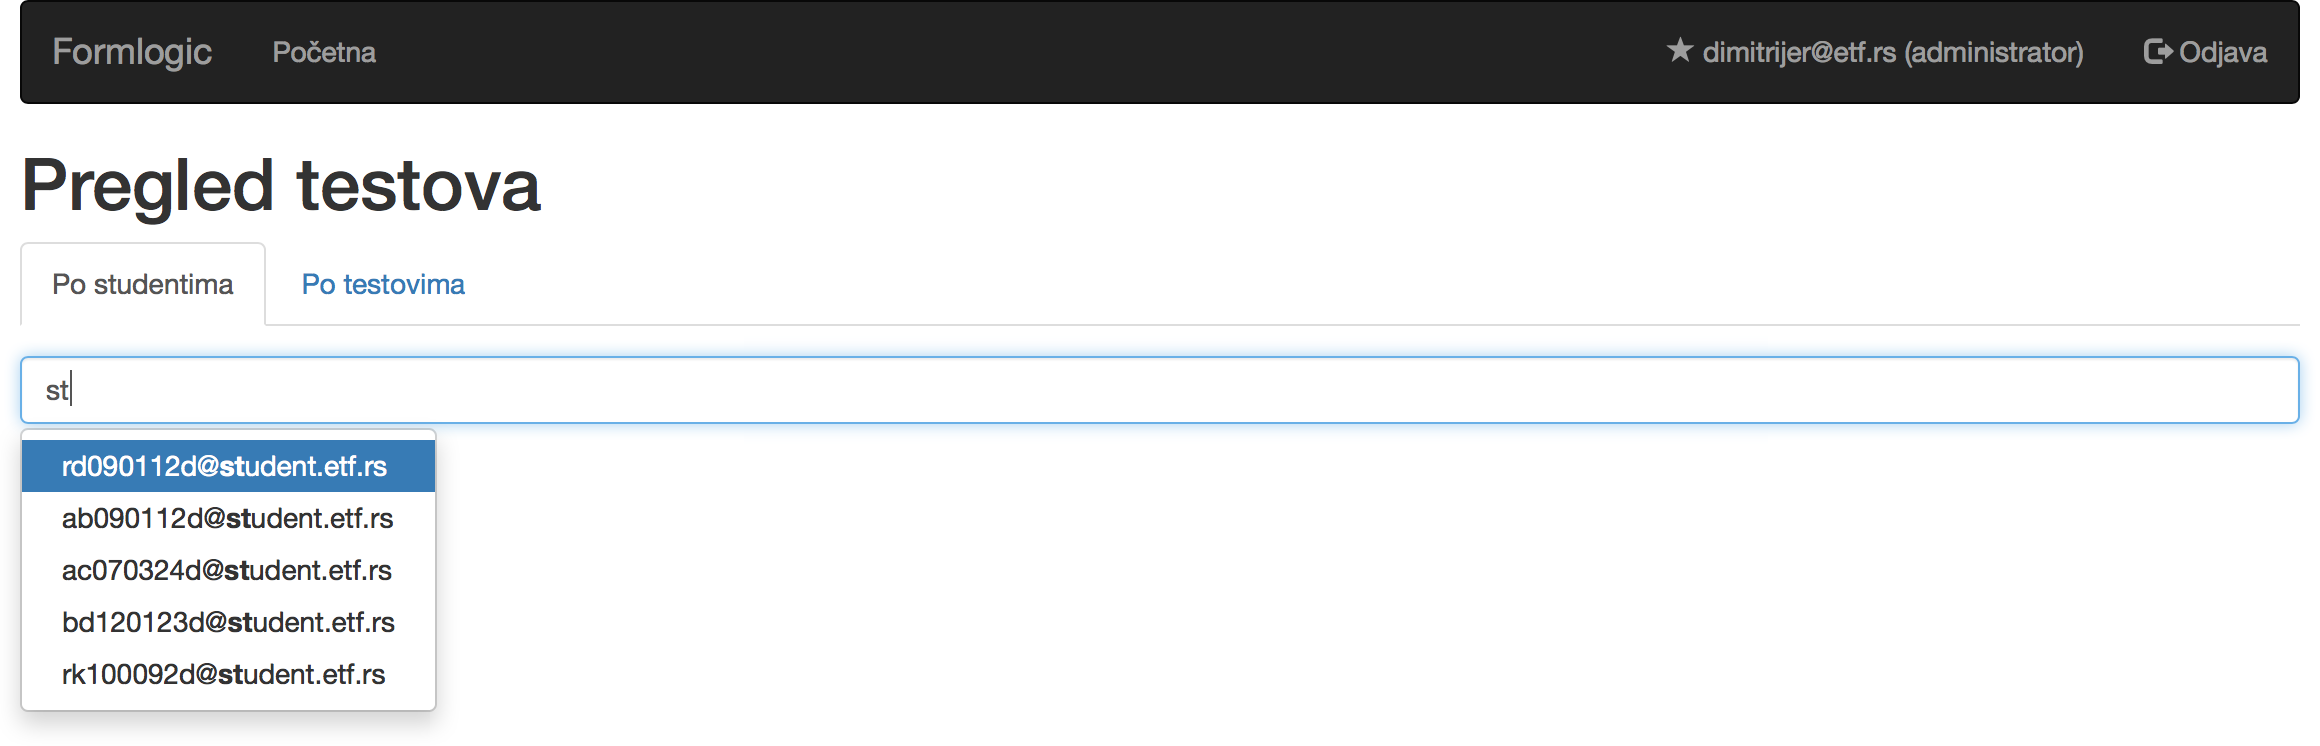 Formlogic Početna dimitrijer@etf.rs (administrator) Odjava
Pregled testova
Po studentima Po testovima
st
rd090112d@student.etf.rs
ab090112d@student.etf.rs
ac070324d@student.etf.rs
bd120123d@student.etf.rs
rk100092d@student.etf.rs